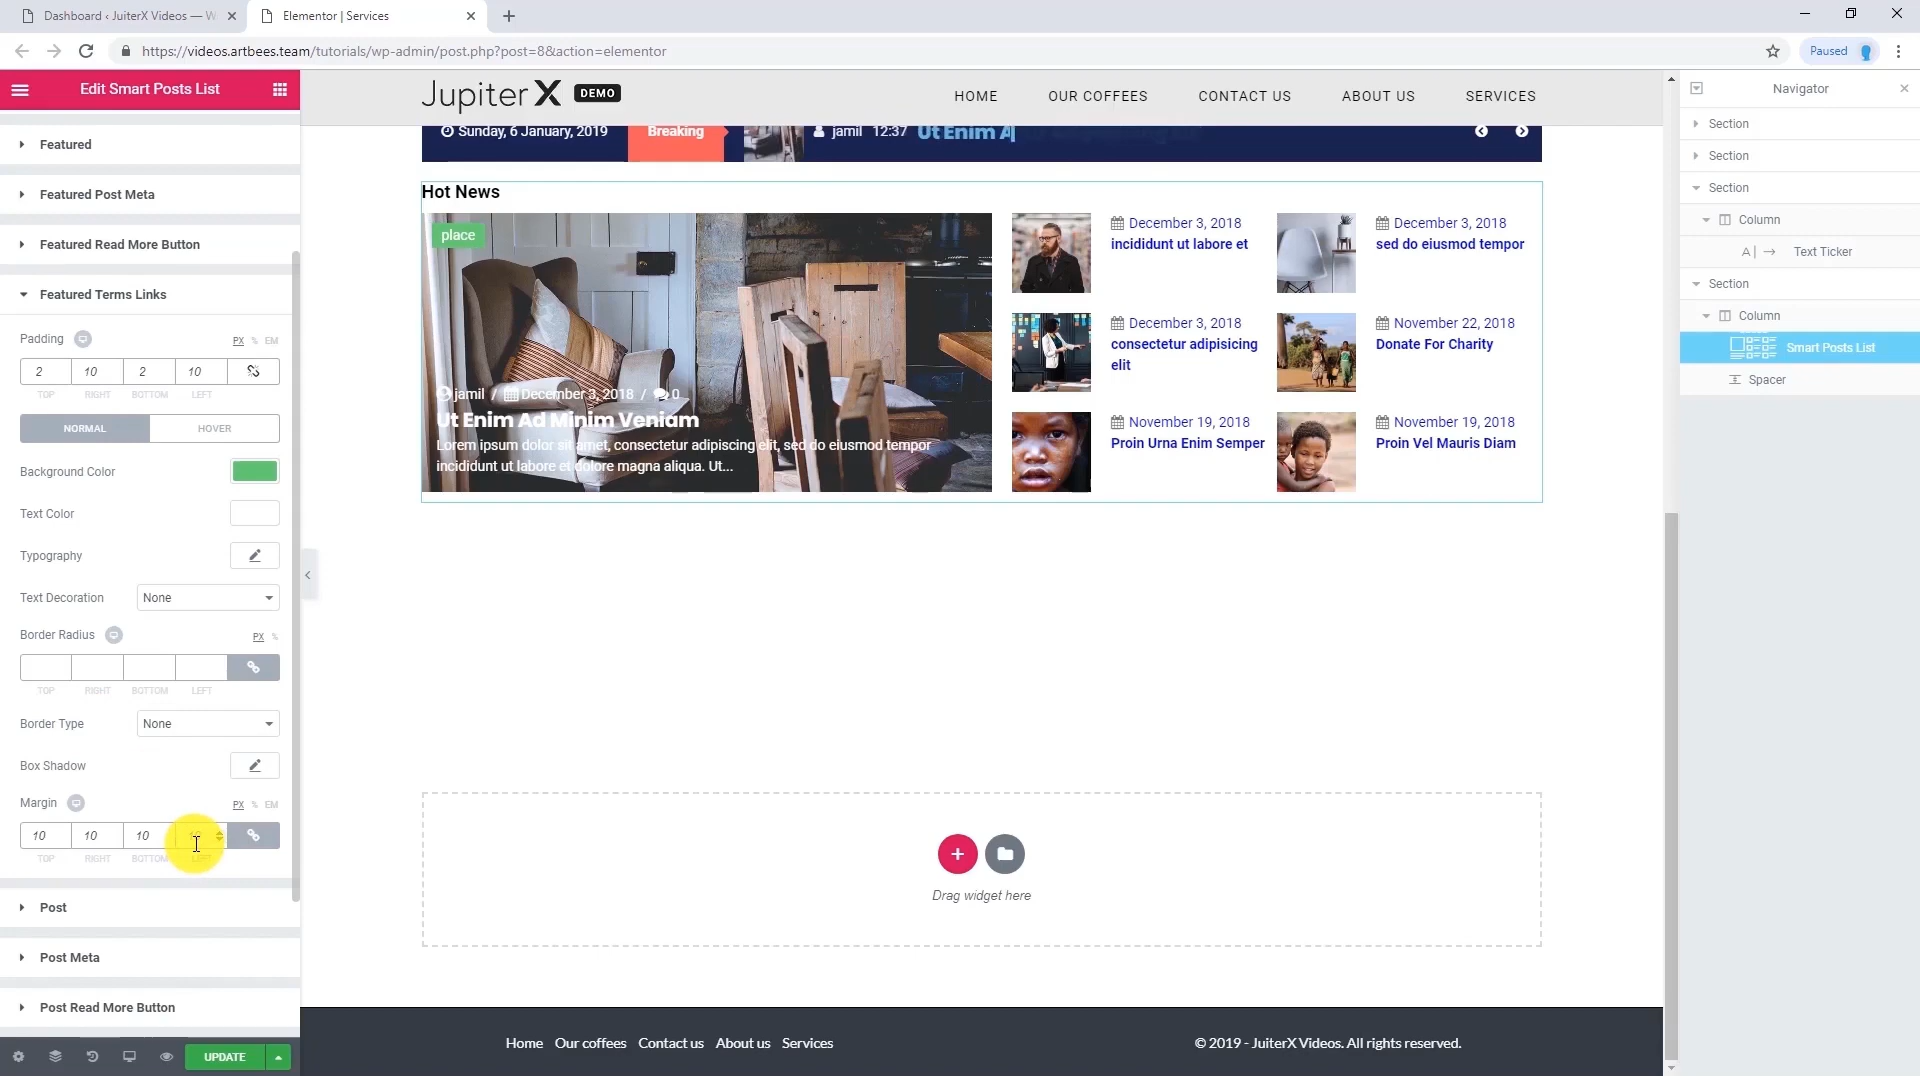 Dashboard ‹ JuiterX Videos — W
Elementor | Services
https://videos.artbees.team/tutorials/wp-admin/post.php?post=8&action=elementor
Paused
Edit Smart Posts List
Featured
Featured Post Meta
Featured Read More Button
Featured Terms Links
Padding
PX % EM
2 10 2 10
TOP RIGHT BOTTOM LEFT
NORMAL HOVER
Background Color
Text Color
Typography
Text Decoration None
Border Radius
PX %
TOP RIGHT BOTTOM LEFT
Border Type None
Box Shadow
Margin
PX % EM
10 10 10 10
TOP RIGHT BOTTOM LEFT
Post
Post Meta
Post Read More Button
UPDATE
Jupiter X DEMO
HOME OUR COFFEES CONTACT US ABOUT US SERVICES
Sunday, 6 January, 2019
Breaking
jamil 12:37 Ut Enim A
Hot News
place
jamil / December 3, 2018 / 0
Ut Enim Ad Minim Veniam
Lorem ipsum dolor sit amet, consectetur adipiscing elit, sed do eiusmod tempor
incididunt ut labore et dolore magna aliqua. Ut...
December 3, 2018
incididunt ut labore et
December 3, 2018
sed do eiusmod tempor
December 3, 2018
consectetur adipisicing
elit
November 22, 2018
Donate For Charity
November 19, 2018
Proin Urna Enim Semper
November 19, 2018
Proin Vel Mauris Diam
Drag widget here
Home Our coffees Contact us About us Services
© 2019 - JuiterX Videos. All rights reserved.
Navigator
Section
Section
Section
Column
Text Ticker
Section
Column
Smart Posts List
Spacer